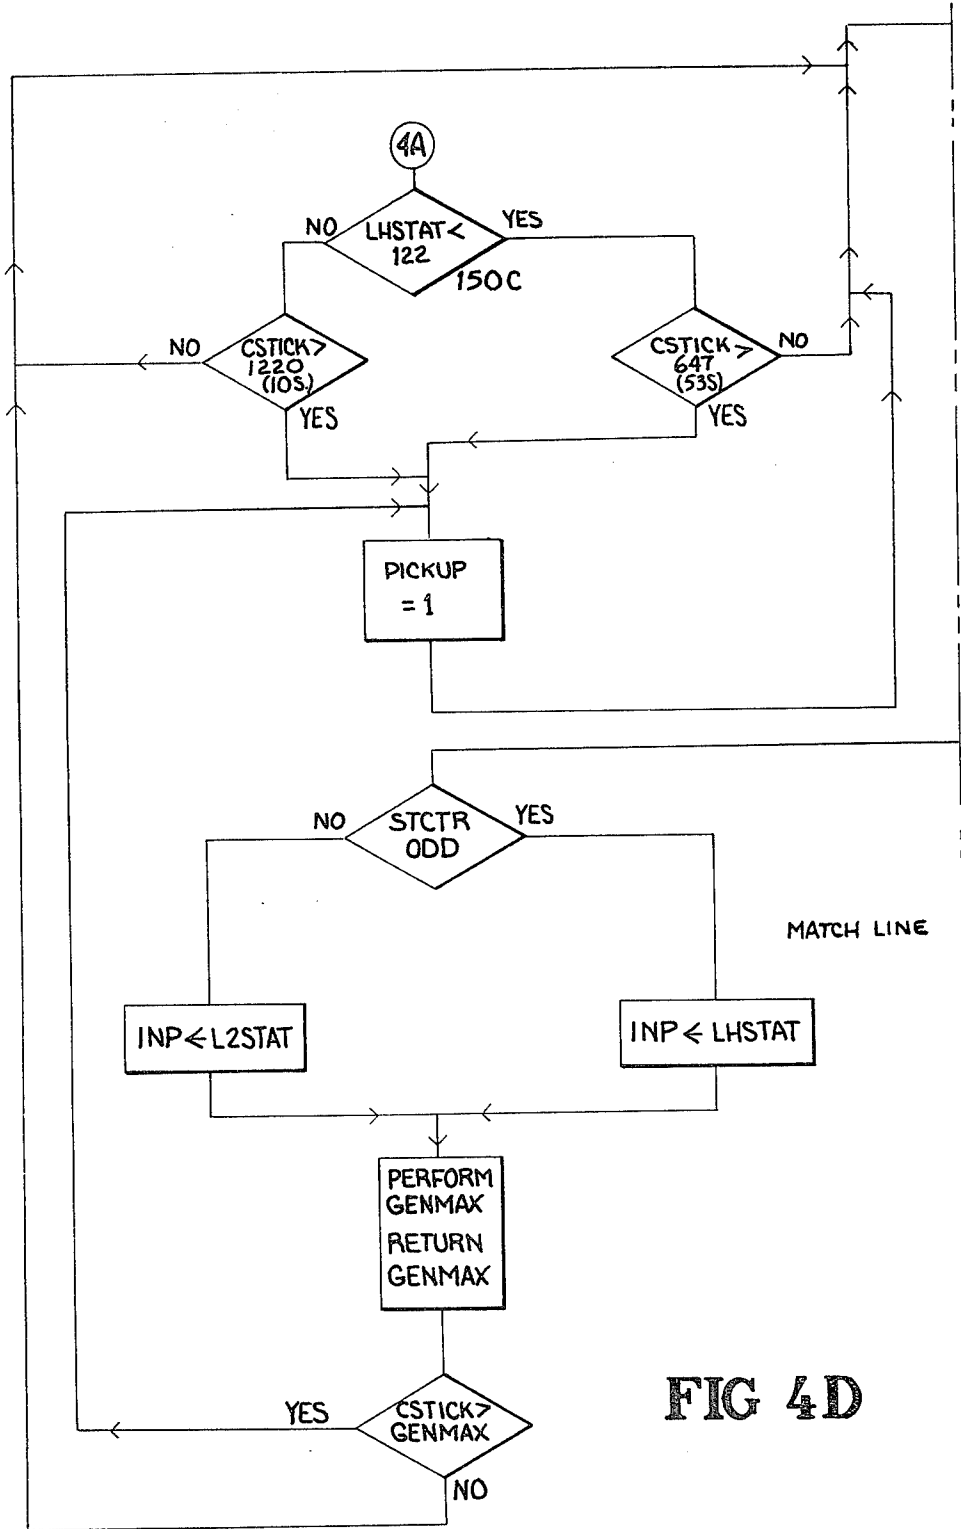 4A
NO
YES
LHSTAT <
122
150C
NO
CSTICK >
1220
(10S.)
YES
CSTICK >
647
(53S)
NO
YES
PICKUP
= 1
NO
STCTR
ODD
YES
MATCH LINE
INP ← L2STAT
INP ← LHSTAT
PERFORM
GENMAX
RETURN
GENMAX
YES
CSTICK >
GENMAX
NO
FIG 4D